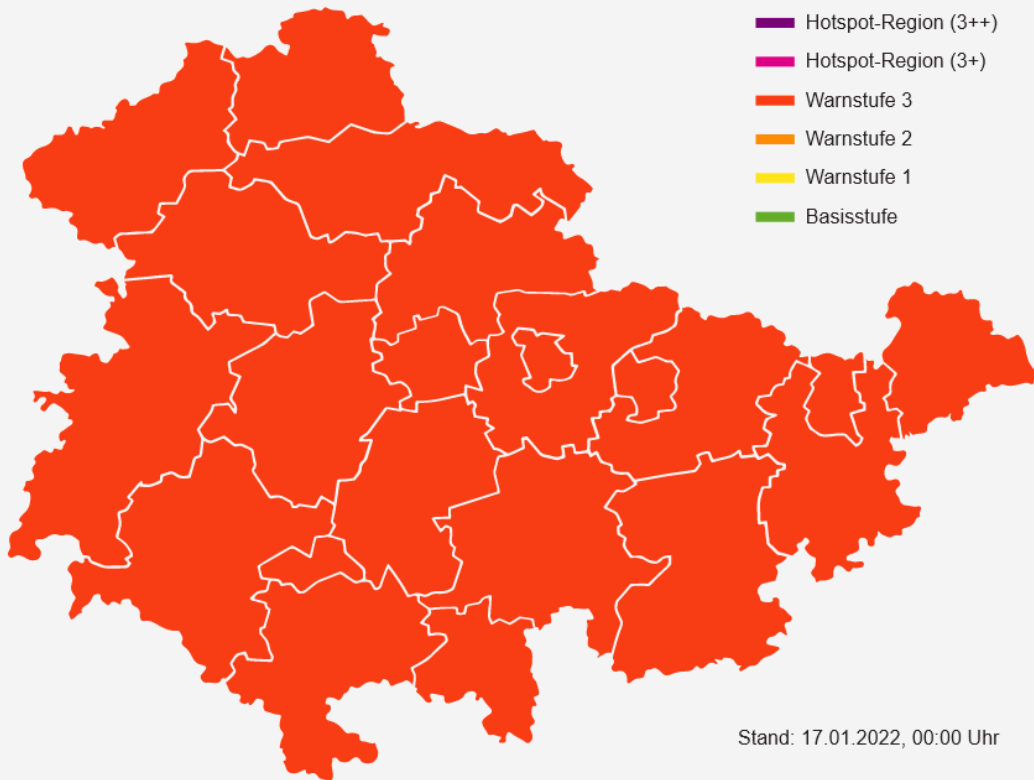 Hotspot-Region (3++)
Hotspot-Region (3+)
Warnstufe 3
Warnstufe 2
Warnstufe 1
Basisstufe
Stand: 17.01.2022, 00:00 Uhr